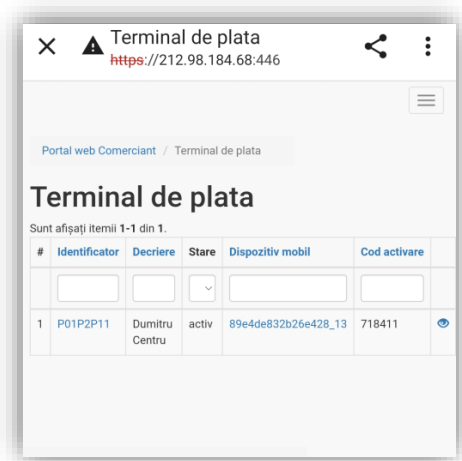 Terminal de plata
https://212.98.184.68:446
Portal web Comerciant / Terminal de plata
Terminal de plata
Sunt afișați itemii 1-1 din 1.
# Identificator Decriere Stare Dispozitiv mobil Cod activare
1 P01P2P11 Dumitru Centru activ 89e4de832b26e428_13 718411